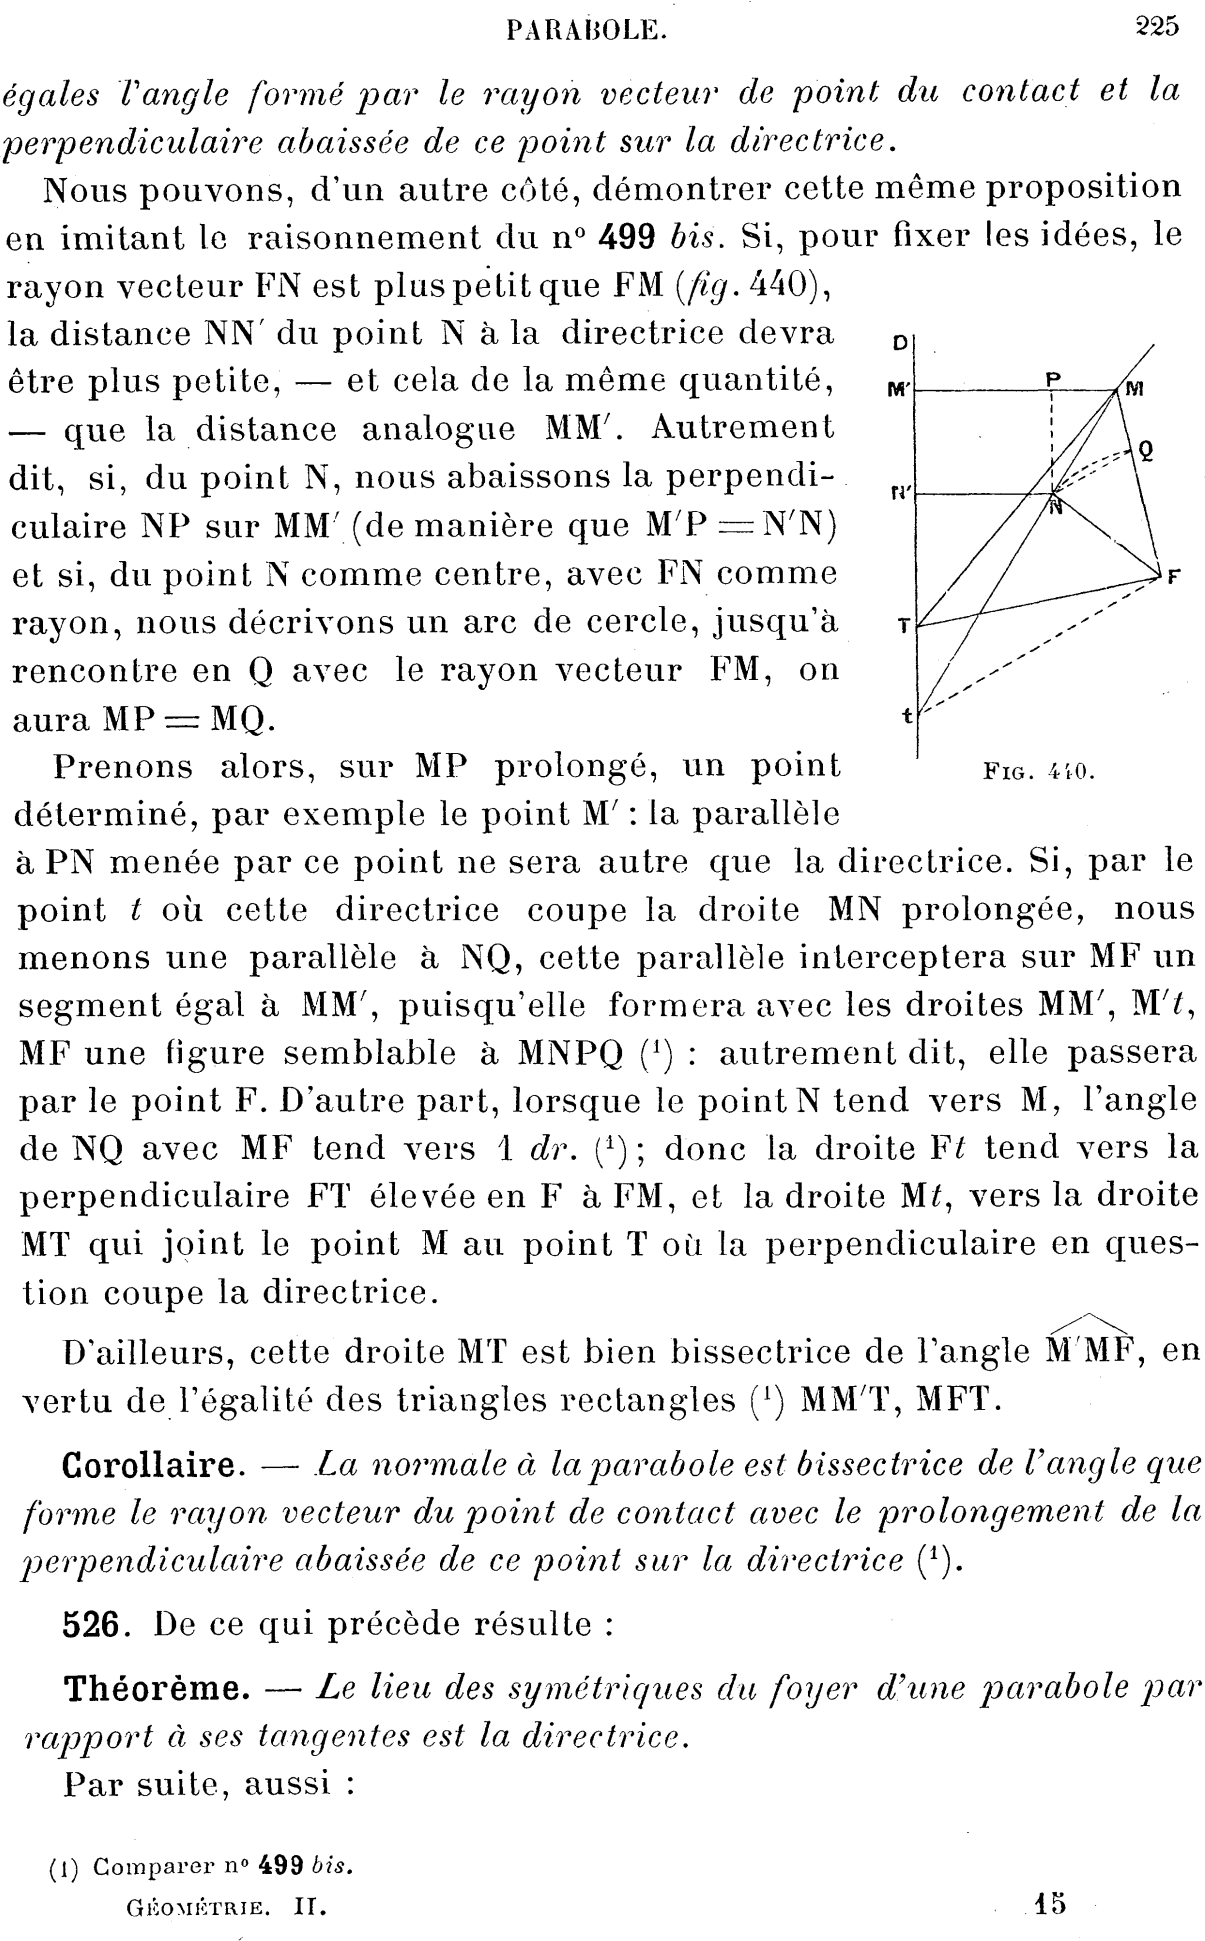 PARABOLE. 225
égales l'angle formé par le rayon vecteur de point du contact et la
perpendiculaire abaissée de ce point sur la directrice.
Nous pouvons, d'un autre côté, démontrer cette même proposition
en imitant le raisonnement du n° 499 bis. Si, pour fixer les idées, le
rayon vecteur FN est plus petit que FM (fig. 440),
la distance NN′ du point N à la directrice devra
être plus petite, — et cela de la même quantité,
— que la distance analogue MM′. Autrement
dit, si, du point N, nous abaissons la perpendi-
culaire NP sur MM′ (de manière que M′P = N′N)
et si, du point N comme centre, avec FN comme
rayon, nous décrivons un arc de cercle, jusqu'à
rencontre en Q avec le rayon vecteur FM, on
aura MP = MQ.
D
M′
P
M
Q
N′
N
F
T
t
FIG. 440.
Prenons alors, sur MP prolongé, un point
déterminé, par exemple le point M′ : la parallèle
à PN menée par ce point ne sera autre que la directrice. Si, par le
point t où cette directrice coupe la droite MN prolongée, nous
menons une parallèle à NQ, cette parallèle interceptera sur MF un
segment égal à MM′, puisqu'elle formera avec les droites MM′, M′t,
MF une figure semblable à MNPQ (¹) : autrement dit, elle passera
par le point F. D'autre part, lorsque le point N tend vers M, l'angle
de NQ avec MF tend vers 1 dr. (¹) ; donc la droite Ft tend vers la
perpendiculaire FT élevée en F à FM, et la droite Mt, vers la droite
MT qui joint le point M au point T où la perpendiculaire en ques-
tion coupe la directrice.
D'ailleurs, cette droite MT est bien bissectrice de l'angle M′MF, en
vertu de l'égalité des triangles rectangles (¹) MM′T, MFT.
Corollaire. — La normale à la parabole est bissectrice de l'angle que
forme le rayon vecteur du point de contact avec le prolongement de la
perpendiculaire abaissée de ce point sur la directrice (¹).
526. De ce qui précède résulte :
Théorème. — Le lieu des symétriques du foyer d'une parabole par
rapport à ses tangentes est la directrice.
Par suite, aussi :
(1) Comparer n° 499 bis.
GÉOMÉTRIE. II. 15